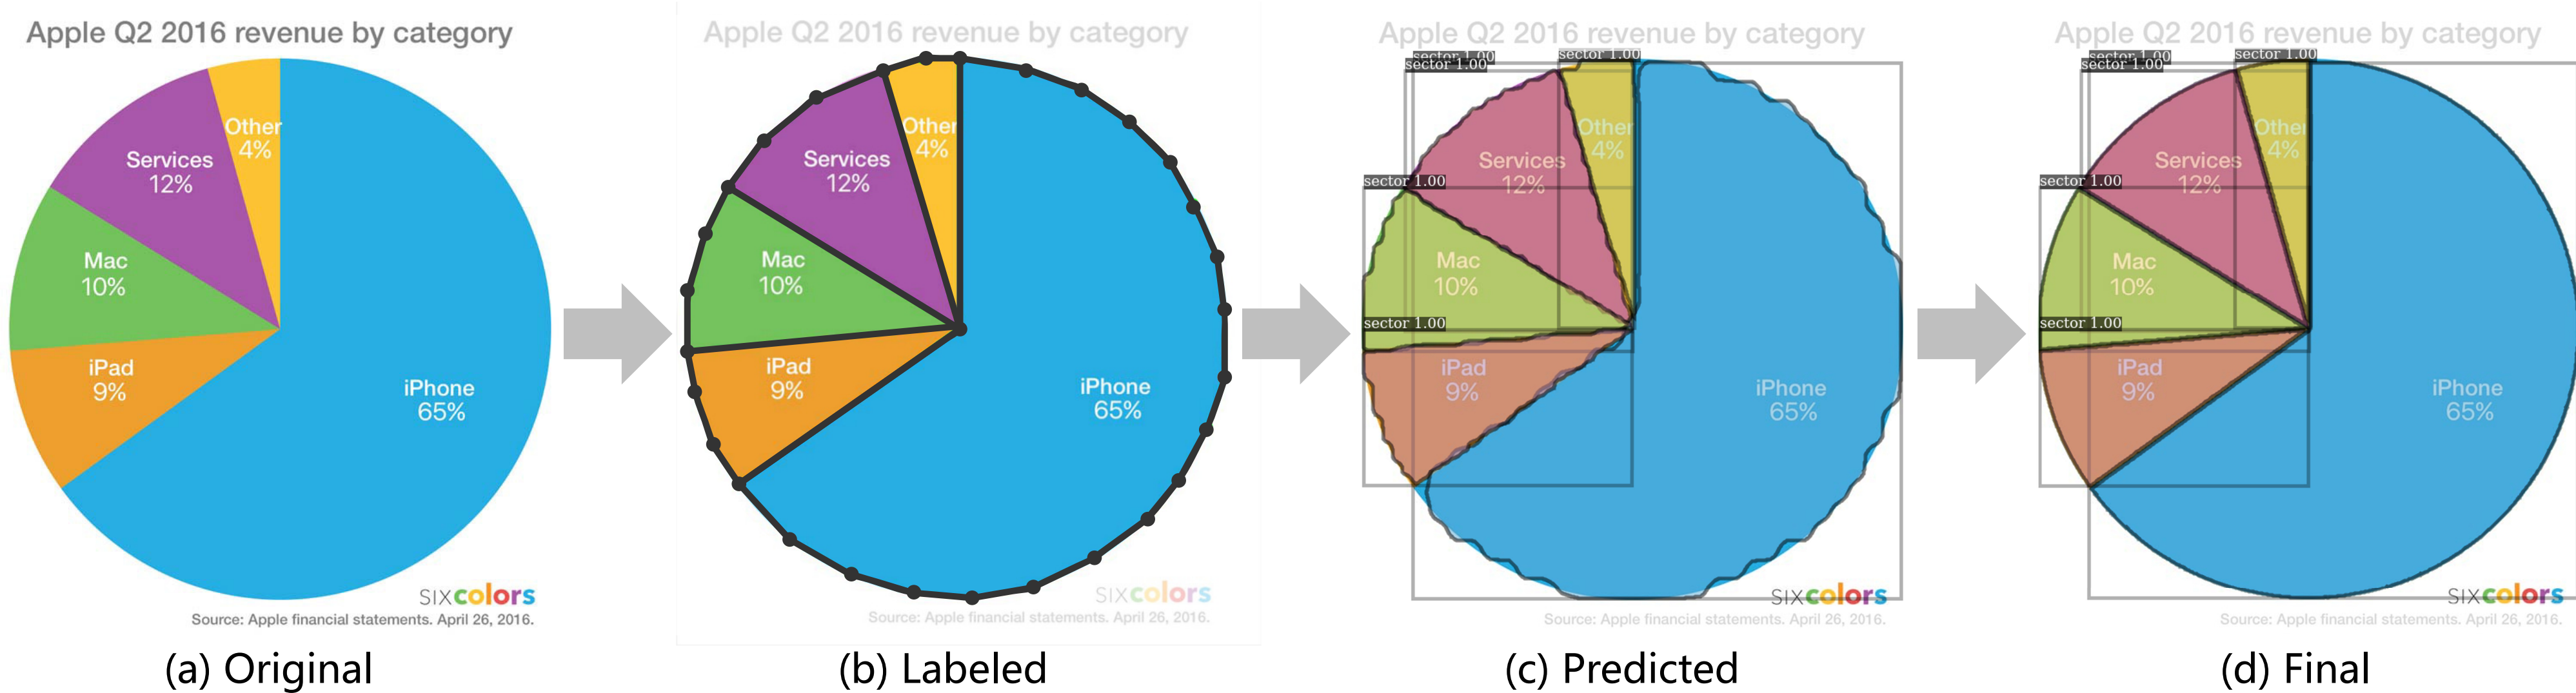 Apple Q2 2016 revenue by category
Other
4%
Services
12%
Mac
10%
iPad
9%
iPhone
65%
SIXcolors
Source: Apple financial statements. April 26, 2016.
(a) Original
Apple Q2 2016 revenue by category
Other
4%
Services
12%
Mac
10%
iPad
9%
iPhone
65%
SIXcolors
Source: Apple financial statements. April 26, 2016.
(b) Labeled
Apple Q2 2016 revenue by category
sector 1.00
sector 1.00
sector 1.00
Other
4%
Services
12%
sector 1.00
Mac
10%
sector 1.00
iPad
9%
iPhone
65%
SIXcolors
Source: Apple financial statements. April 26, 2016.
(c) Predicted
Apple Q2 2016 revenue by category
sector 1.00
sector 1.00
sector 1.00
Other
4%
Services
12%
sector 1.00
Mac
10%
sector 1.00
iPad
9%
iPhone
65%
SIXcolors
Source: Apple financial statements. April 26, 2016.
(d) Final